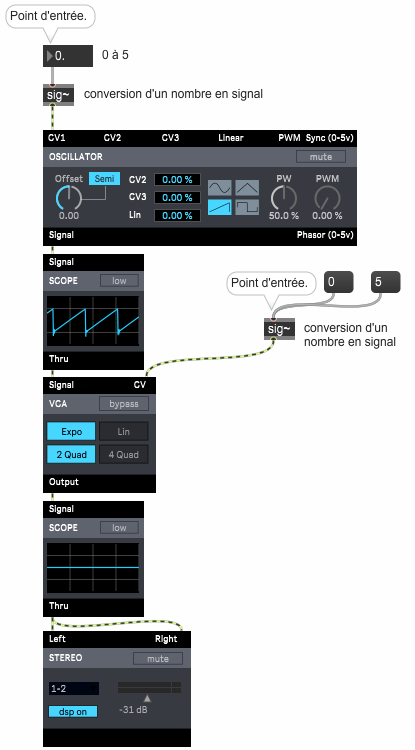 Point d'entrée.
0. 0 à 5
sig~ conversion d'un nombre en signal
CV1 CV2 CV3 Linear PWM Sync (0-5v)
OSCILLATOR mute
Offset Semi CV2 0.00 % PW PWM
CV3 0.00 %
0.00 Lin 0.00 % 50.0 % 0.00 %
Signal Phasor (0-5v)
Signal
SCOPE low
Thru
Point d'entrée. 0 5
sig~ conversion d'un
nombre en signal
Signal CV
VCA bypass
Expo Lin
2 Quad 4 Quad
Output
Signal
SCOPE low
Thru
Left Right
STEREO mute
1-2
dsp on -31 dB